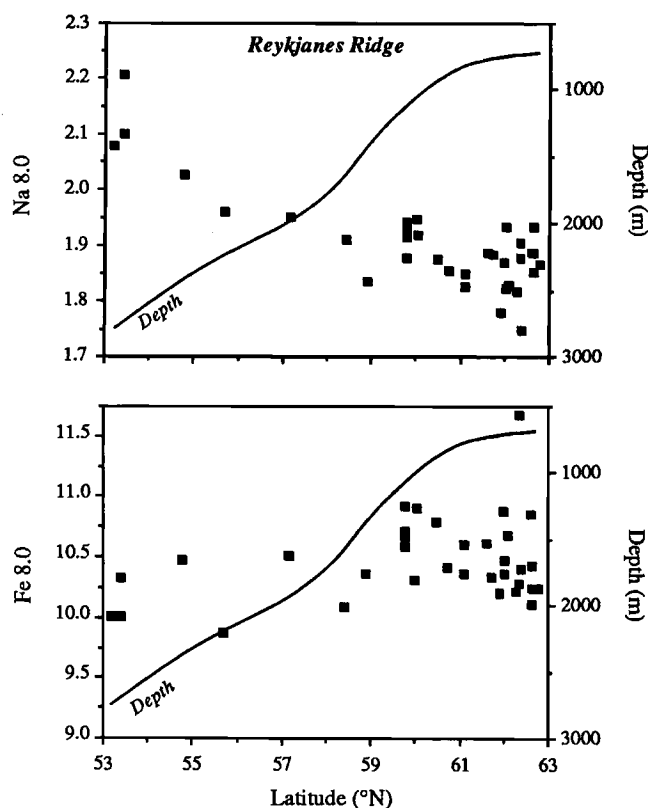 Reykjanes Ridge
2.3
2.2
2.1
2.0
1.9
1.8
1.7
Na 8.0
1000
2000
3000
Depth (m)
Depth
11.5
11.0
10.5
10.0
9.5
9.0
Fe 8.0
1000
2000
3000
Depth (m)
Depth
53 55 57 59 61 63
Latitude (°N)